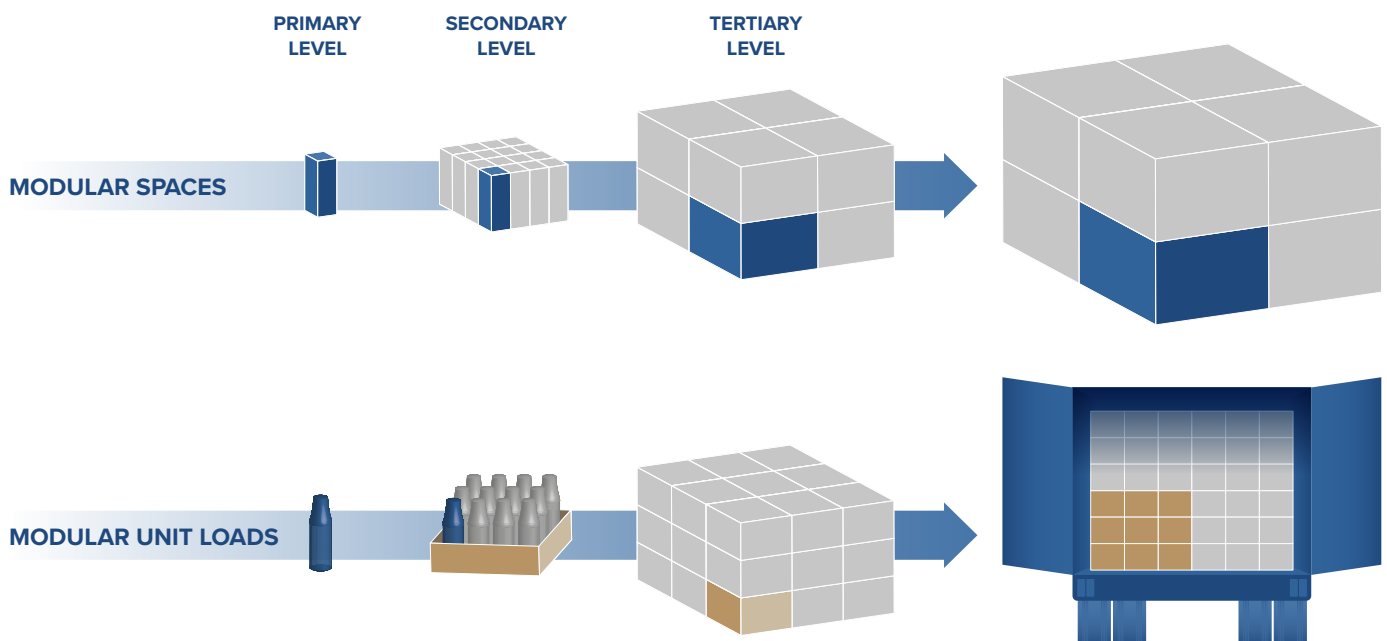 PRIMARY
LEVEL
SECONDARY
LEVEL
TERTIARY
LEVEL
MODULAR SPACES
MODULAR UNIT LOADS